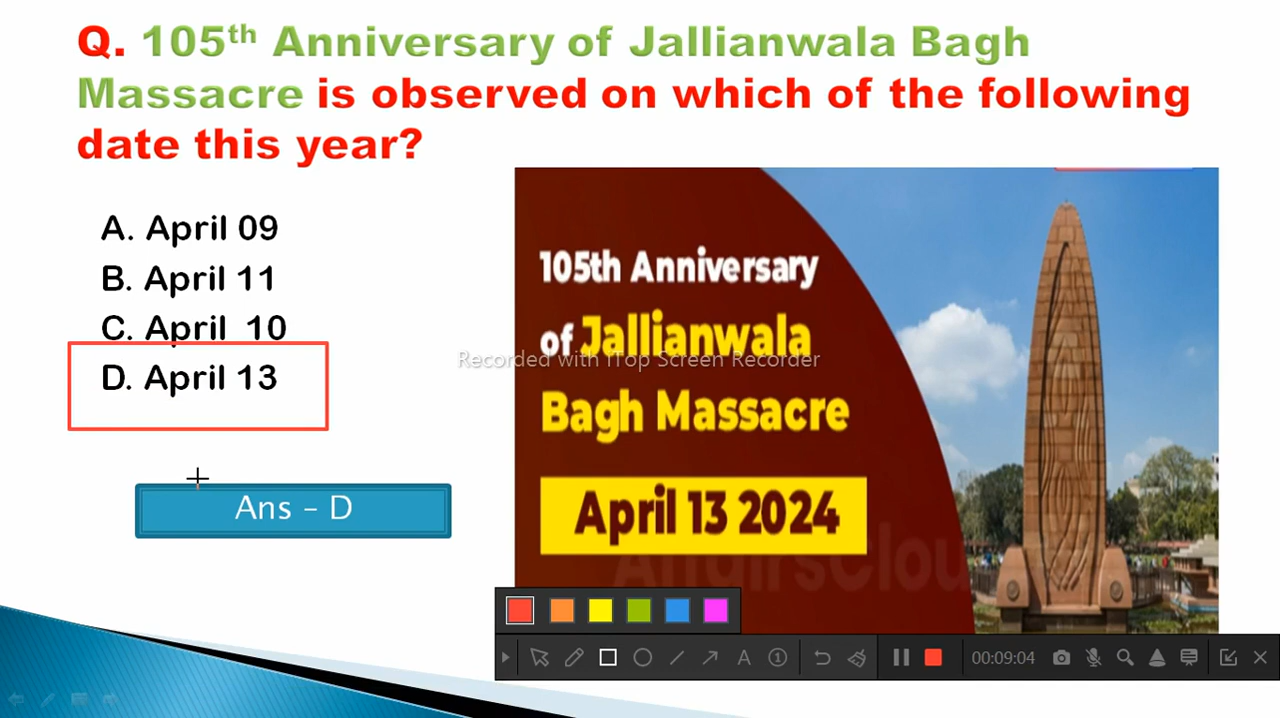 Q. 105th Anniversary of Jallianwala Bagh
Massacre is observed on which of the following
date this year?
A. April 09
B. April 11
C. April 10
D. April 13
Ans – D
105th Anniversary
of Jallianwala
Recorded with iTop Screen Recorder
Bagh Massacre
April 13 2024
AffairsClou
A
1
00:09:04